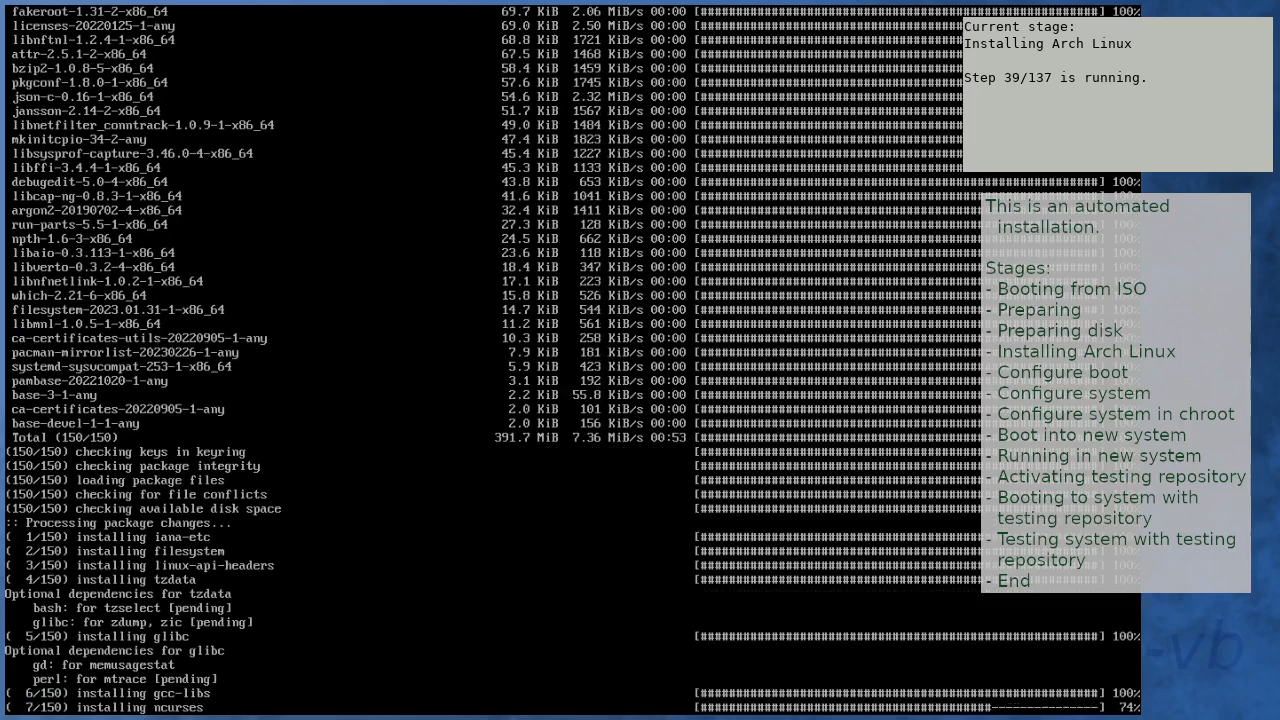 fakeroot-1.31-2-x86_64 69.7 KiB 2.06 MiB/s 00:00 [########################################################] 100%
licenses-20220125-1-any 69.0 KiB 2.50 MiB/s 00:00 [#####################################
libnftnl-1.2.4-1-x86_64 68.8 KiB 1721 KiB/s 00:00 [#####################################
attr-2.5.1-2-x86_64 67.5 KiB 1468 KiB/s 00:00 [#####################################
bzip2-1.0.8-5-x86_64 58.4 KiB 1459 KiB/s 00:00 [#####################################
pkgconf-1.8.0-1-x86_64 57.6 KiB 1745 KiB/s 00:00 [#####################################
json-c-0.16-1-x86_64 54.6 KiB 2.32 MiB/s 00:00 [#####################################
jansson-2.14-2-x86_64 51.7 KiB 1567 KiB/s 00:00 [#####################################
libnetfilter_conntrack-1.0.9-1-x86_64 49.0 KiB 1484 KiB/s 00:00 [#####################################
mkinitcpio-34-2-any 47.4 KiB 1823 KiB/s 00:00 [#####################################
libsysprof-capture-3.46.0-4-x86_64 45.4 KiB 1227 KiB/s 00:00 [#####################################
libffi-3.4.4-1-x86_64 45.3 KiB 1133 KiB/s 00:00 [#####################################
debugedit-5.0-4-x86_64 43.8 KiB 653 KiB/s 00:00 [########################################################] 100%
libcap-ng-0.8.3-1-x86_64 41.6 KiB 1041 KiB/s 00:00 [########################################################] 100%
argon2-20190702-4-x86_64 32.4 KiB 1411 KiB/s 00:00 [########################################################] 100%
run-parts-5.5-1-x86_64 27.3 KiB 128 KiB/s 00:00 [########################################################] 100%
npth-1.6-3-x86_64 24.5 KiB 662 KiB/s 00:00 [########################################################] 100%
libaio-0.3.113-1-x86_64 23.6 KiB 118 KiB/s 00:00 [########################################################] 100%
libverto-0.3.2-4-x86_64 18.4 KiB 347 KiB/s 00:00 [########################################################] 100%
libnfnetlink-1.0.2-1-x86_64 17.1 KiB 223 KiB/s 00:00 [########################################################] 100%
which-2.21-6-x86_64 15.8 KiB 526 KiB/s 00:00 [########################################################] 100%
filesystem-2023.01.31-1-x86_64 14.7 KiB 544 KiB/s 00:00 [########################################################] 100%
libmnl-1.0.5-1-x86_64 11.2 KiB 561 KiB/s 00:00 [########################################################] 100%
ca-certificates-utils-20220905-1-any 10.3 KiB 258 KiB/s 00:00 [########################################################] 100%
pacman-mirrorlist-20230226-1-any 7.9 KiB 181 KiB/s 00:00 [########################################################] 100%
systemd-sysvcompat-253-1-x86_64 5.9 KiB 423 KiB/s 00:00 [########################################################] 100%
pambase-20221020-1-any 3.1 KiB 192 KiB/s 00:00 [########################################################] 100%
base-3-1-any 2.2 KiB 55.8 KiB/s 00:00 [########################################################] 100%
ca-certificates-20220905-1-any 2.0 KiB 101 KiB/s 00:00 [########################################################] 100%
base-devel-1-1-any 2.0 KiB 156 KiB/s 00:00 [########################################################] 100%
Total (150/150) 391.7 MiB 7.36 MiB/s 00:53 [########################################################] 100%
(150/150) checking keys in keyring [########################################################] 100%
(150/150) checking package integrity [########################################################] 100%
(150/150) loading package files [########################################################] 100%
(150/150) checking for file conflicts [########################################################] 100%
(150/150) checking available disk space [########################################################] 100%
:: Processing package changes...
( 1/150) installing iana-etc [########################################################] 100%
( 2/150) installing filesystem [########################################################] 100%
( 3/150) installing linux-api-headers [########################################################] 100%
( 4/150) installing tzdata [########################################################] 100%
Optional dependencies for tzdata
bash: for tzselect [pending]
glibc: for zdump, zic [pending]
( 5/150) installing glibc [########################################################] 100%
Optional dependencies for glibc
gd: for memusagestat
perl: for mtrace [pending]
( 6/150) installing gcc-libs [########################################################] 100%
( 7/150) installing ncurses [#########################################---------------] 74%
Current stage:
Installing Arch Linux
Step 39/137 is running.
This is an automated
installation.
Stages:
- Booting from ISO
- Preparing
- Preparing disk
- Installing Arch Linux
- Configure boot
- Configure system
- Configure system in chroot
- Boot into new system
- Running in new system
- Activating testing repository
- Booting to system with
testing repository
- Testing system with testing
repository
- End
-vb